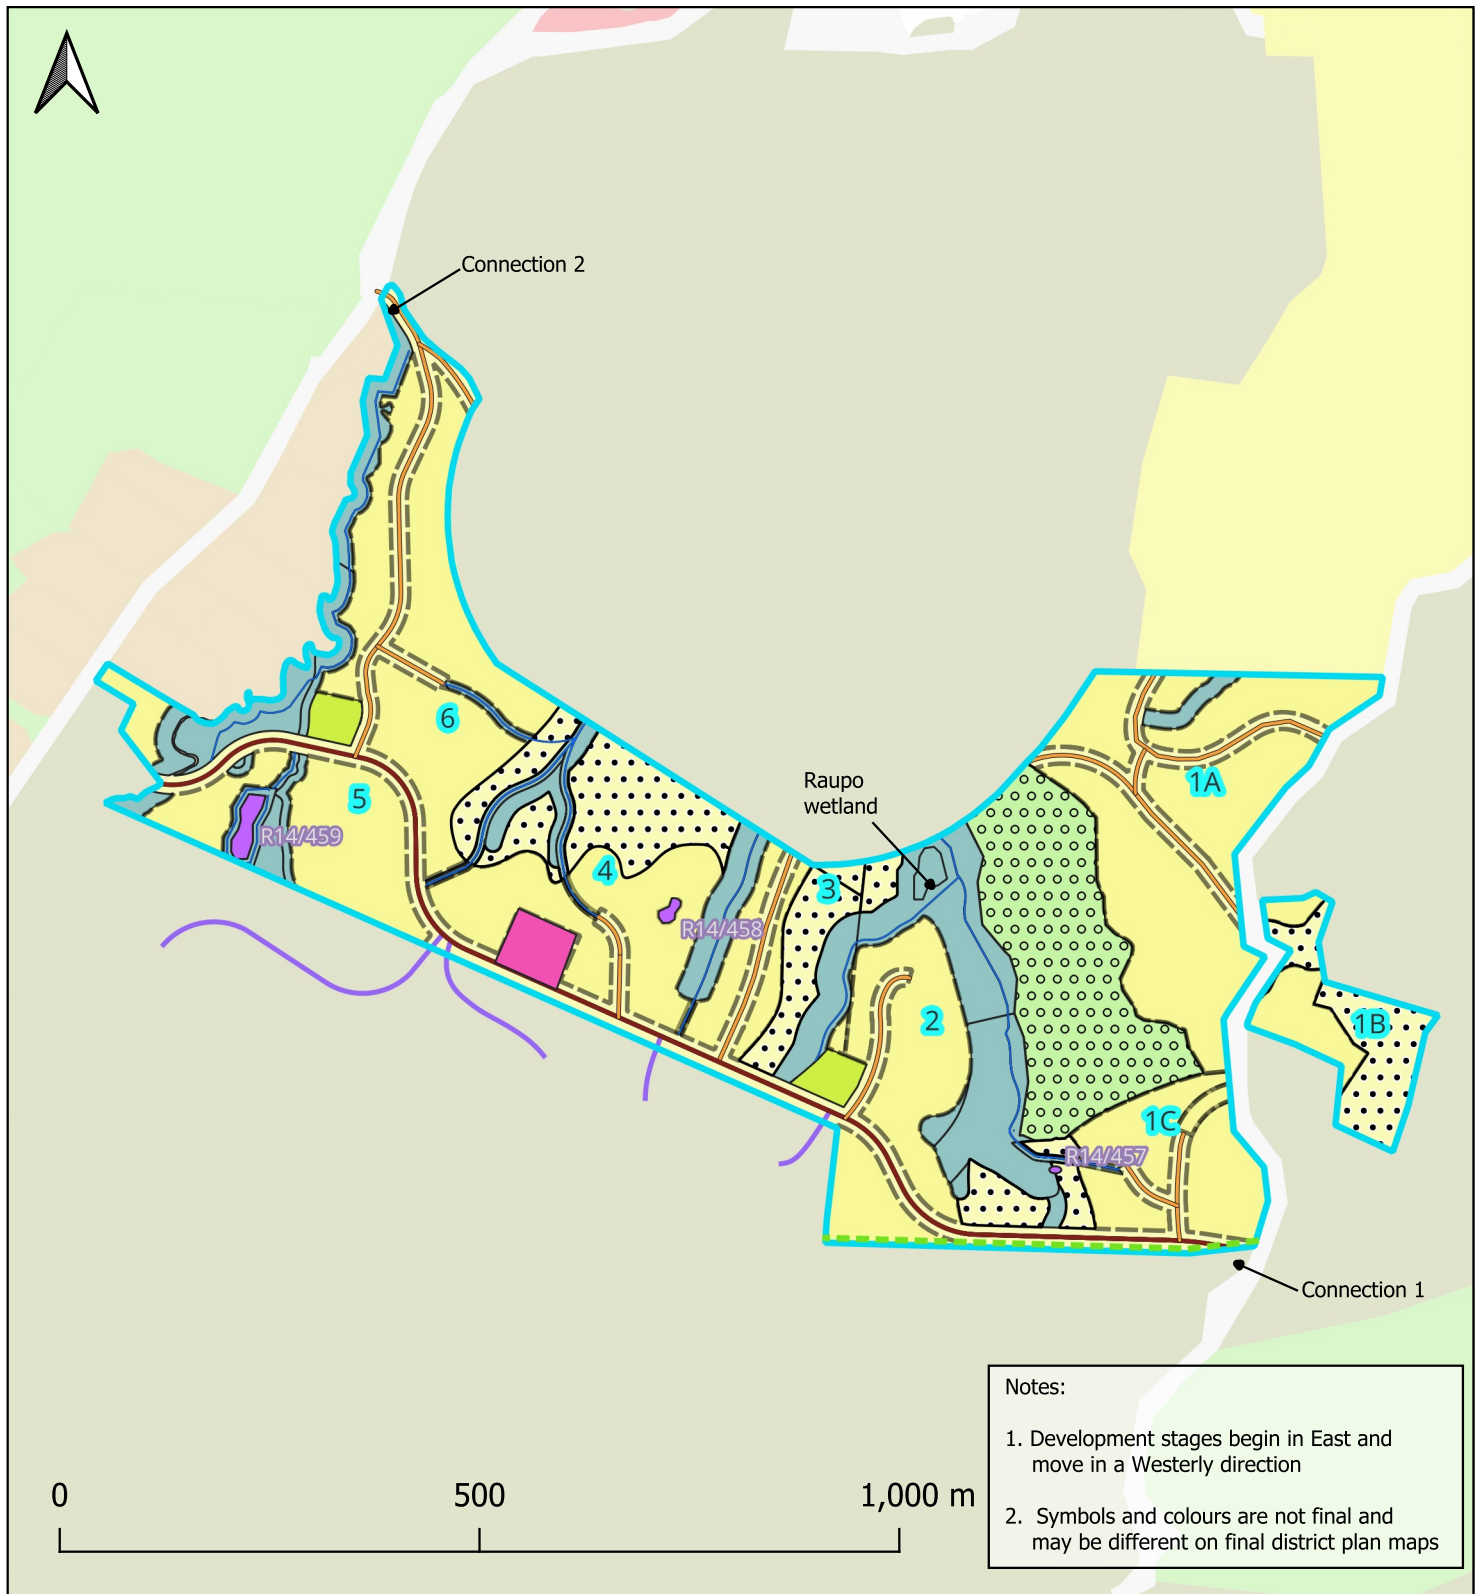 Connection 2
6
5
R14/459
4
R14/458
Raupo
wetland
3
2
1A
1B
1C
R14/457
Connection 1
Notes:
1. Development stages begin in East and
move in a Westerly direction
2. Symbols and colours are not final and
may be different on final district plan maps
0 500 1,000 m